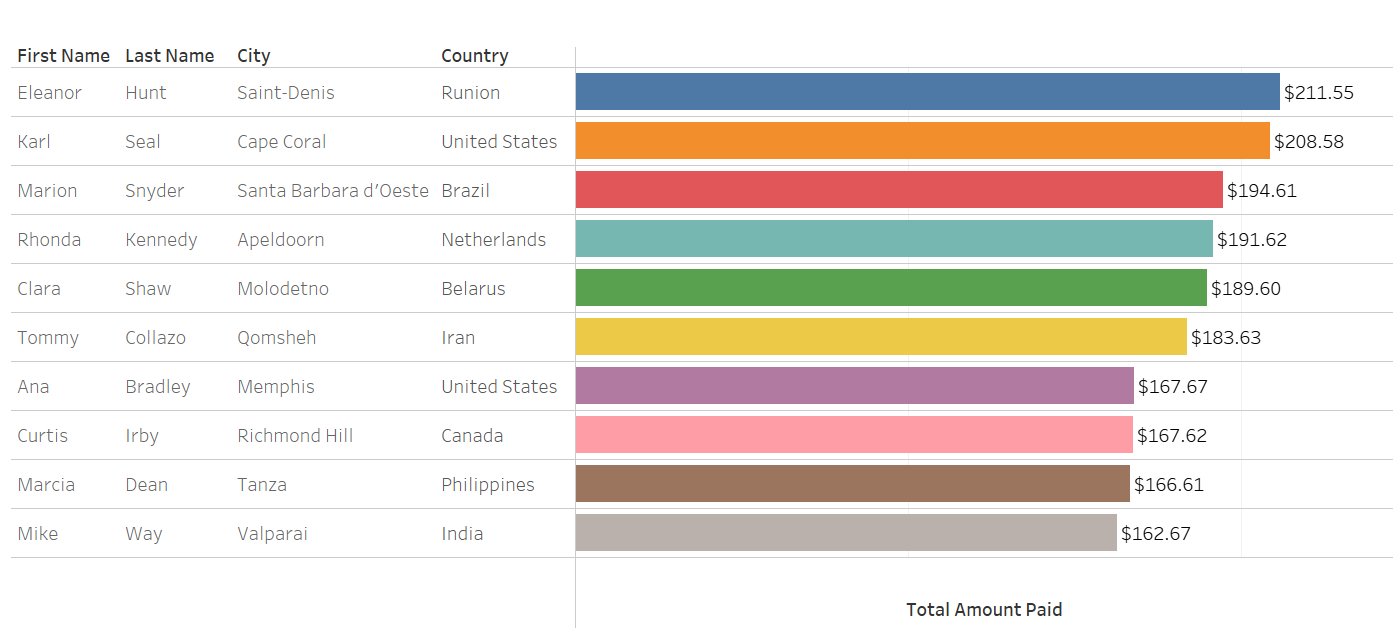 First Name Last Name City Country
Eleanor Hunt Saint-Denis Runion $211.55
Karl Seal Cape Coral United States $208.58
Marion Snyder Santa Barbara d’Oeste Brazil $194.61
Rhonda Kennedy Apeldoorn Netherlands $191.62
Clara Shaw Molodetno Belarus $189.60
Tommy Collazo Qomsheh Iran $183.63
Ana Bradley Memphis United States $167.67
Curtis Irby Richmond Hill Canada $167.62
Marcia Dean Tanza Philippines $166.61
Mike Way Valparai India $162.67
Total Amount Paid